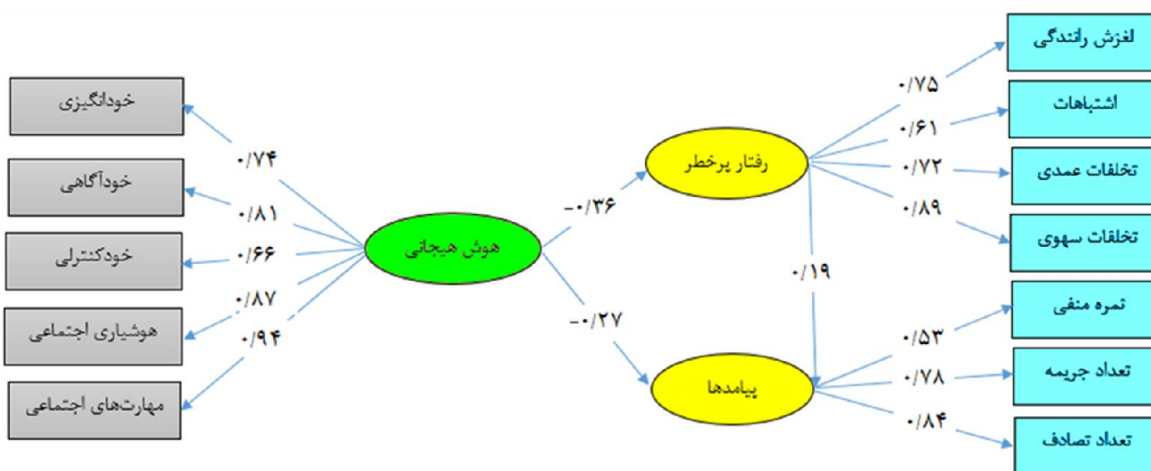 لغزش رانندگی
اشتباهات
تخلفات عمدی
تخلفات سهوی
نمره منفی
تعداد جریمه
تعداد تصادف
۰/۷۵
۰/۶۱
۰/۷۲
۰/۸۹
۰/۵۳
۰/۷۸
۰/۸۴
رفتار پرخطر
۰/۱۹
پیامدها
-۰/۳۶
-۰/۲۷
هوش هیجانی
۰/۷۴
۰/۸۱
۰/۶۶
۰/۸۷
۰/۹۴
خودانگیزی
خودآگاهی
خودکنترلی
هوشیاری اجتماعی
مهارت‌های اجتماعی